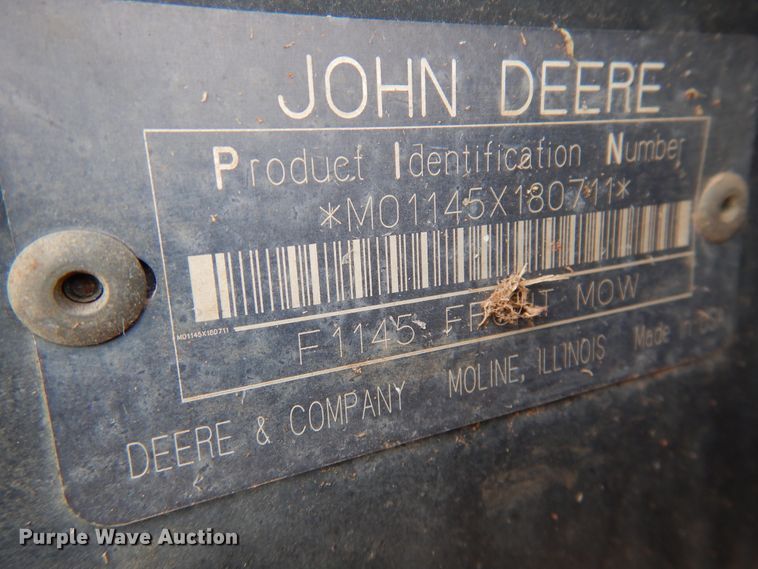 JOHN DEERE
Product Identification Number
*M01145X180711*
M01145X180711
F1145 FRONT MOW
DEERE & COMPANY MOLINE, ILLINOIS Made in USA
Purple Wave Auction